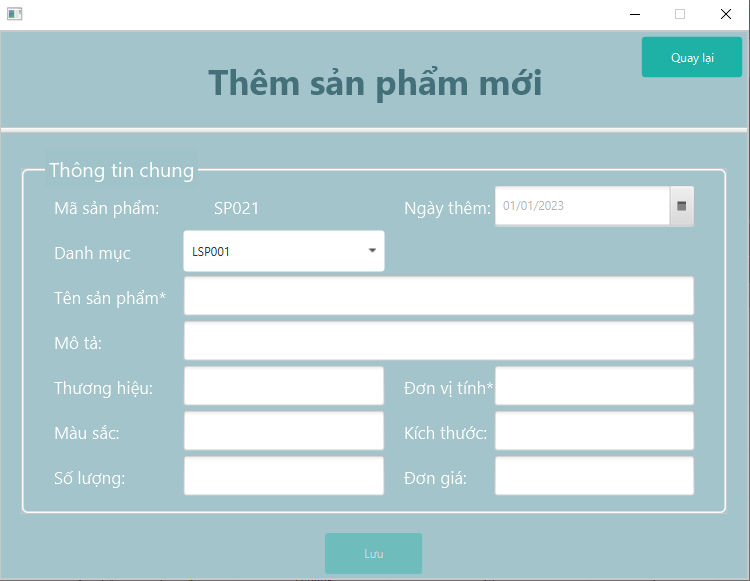 Quay lại
Thêm sản phẩm mới
Thông tin chung
Mã sản phẩm: SP021 Ngày thêm: 01/01/2023
Danh mục LSP001
Tên sản phẩm*
Mô tả:
Thương hiệu: Đơn vị tính*
Màu sắc: Kích thước:
Số lượng: Đơn giá:
Lưu